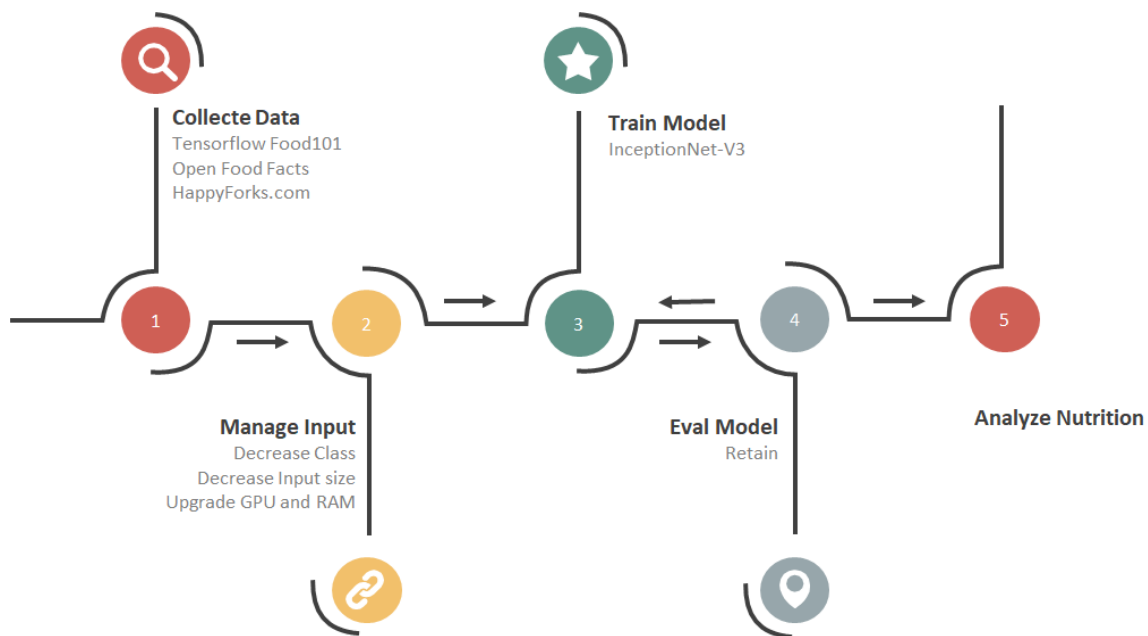 Collecte Data
Tensorflow Food101
Open Food Facts
HappyForks.com
Train Model
InceptionNet-V3
1
2
3
4
5
Manage Input
Decrease Class
Decrease Input size
Upgrade GPU and RAM
Eval Model
Retain
Analyze Nutrition